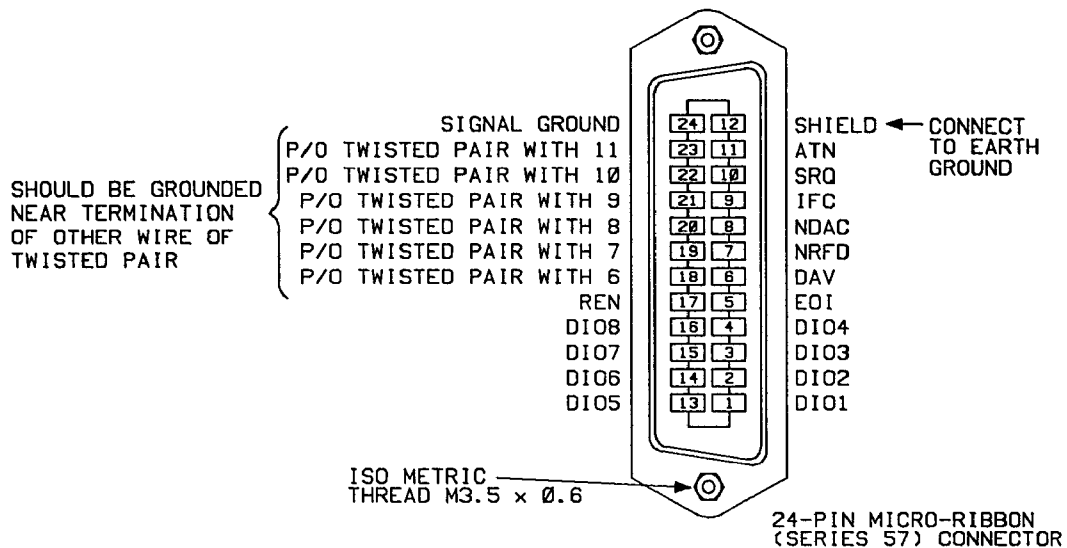 SIGNAL GROUND 24 12 SHIELD CONNECT TO EARTH GROUND
P/O TWISTED PAIR WITH 11 23 11 ATN
P/O TWISTED PAIR WITH 10 22 10 SRQ
P/O TWISTED PAIR WITH 9 21 9 IFC
P/O TWISTED PAIR WITH 8 20 8 NDAC
P/O TWISTED PAIR WITH 7 19 7 NRFD
P/O TWISTED PAIR WITH 6 18 6 DAV
SHOULD BE GROUNDED
NEAR TERMINATION
OF OTHER WIRE OF
TWISTED PAIR
REN 17 5 EOI
DIO8 16 4 DIO4
DIO7 15 3 DIO3
DIO6 14 2 DIO2
DIO5 13 1 DIO1
ISO METRIC
THREAD M3.5 x 0.6
24-PIN MICRO-RIBBON
(SERIES 57) CONNECTOR